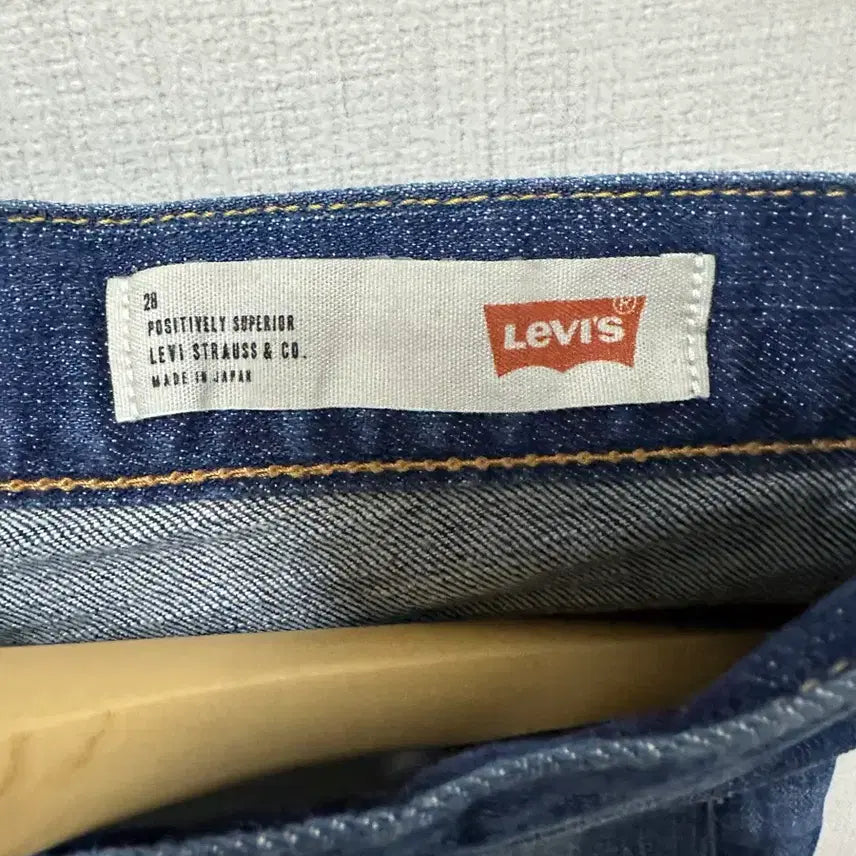 28
POSITIVELY SUPERIOR
LEVI STRAUSS & CO.
MADE IN JAPAN
LEVI'S ®